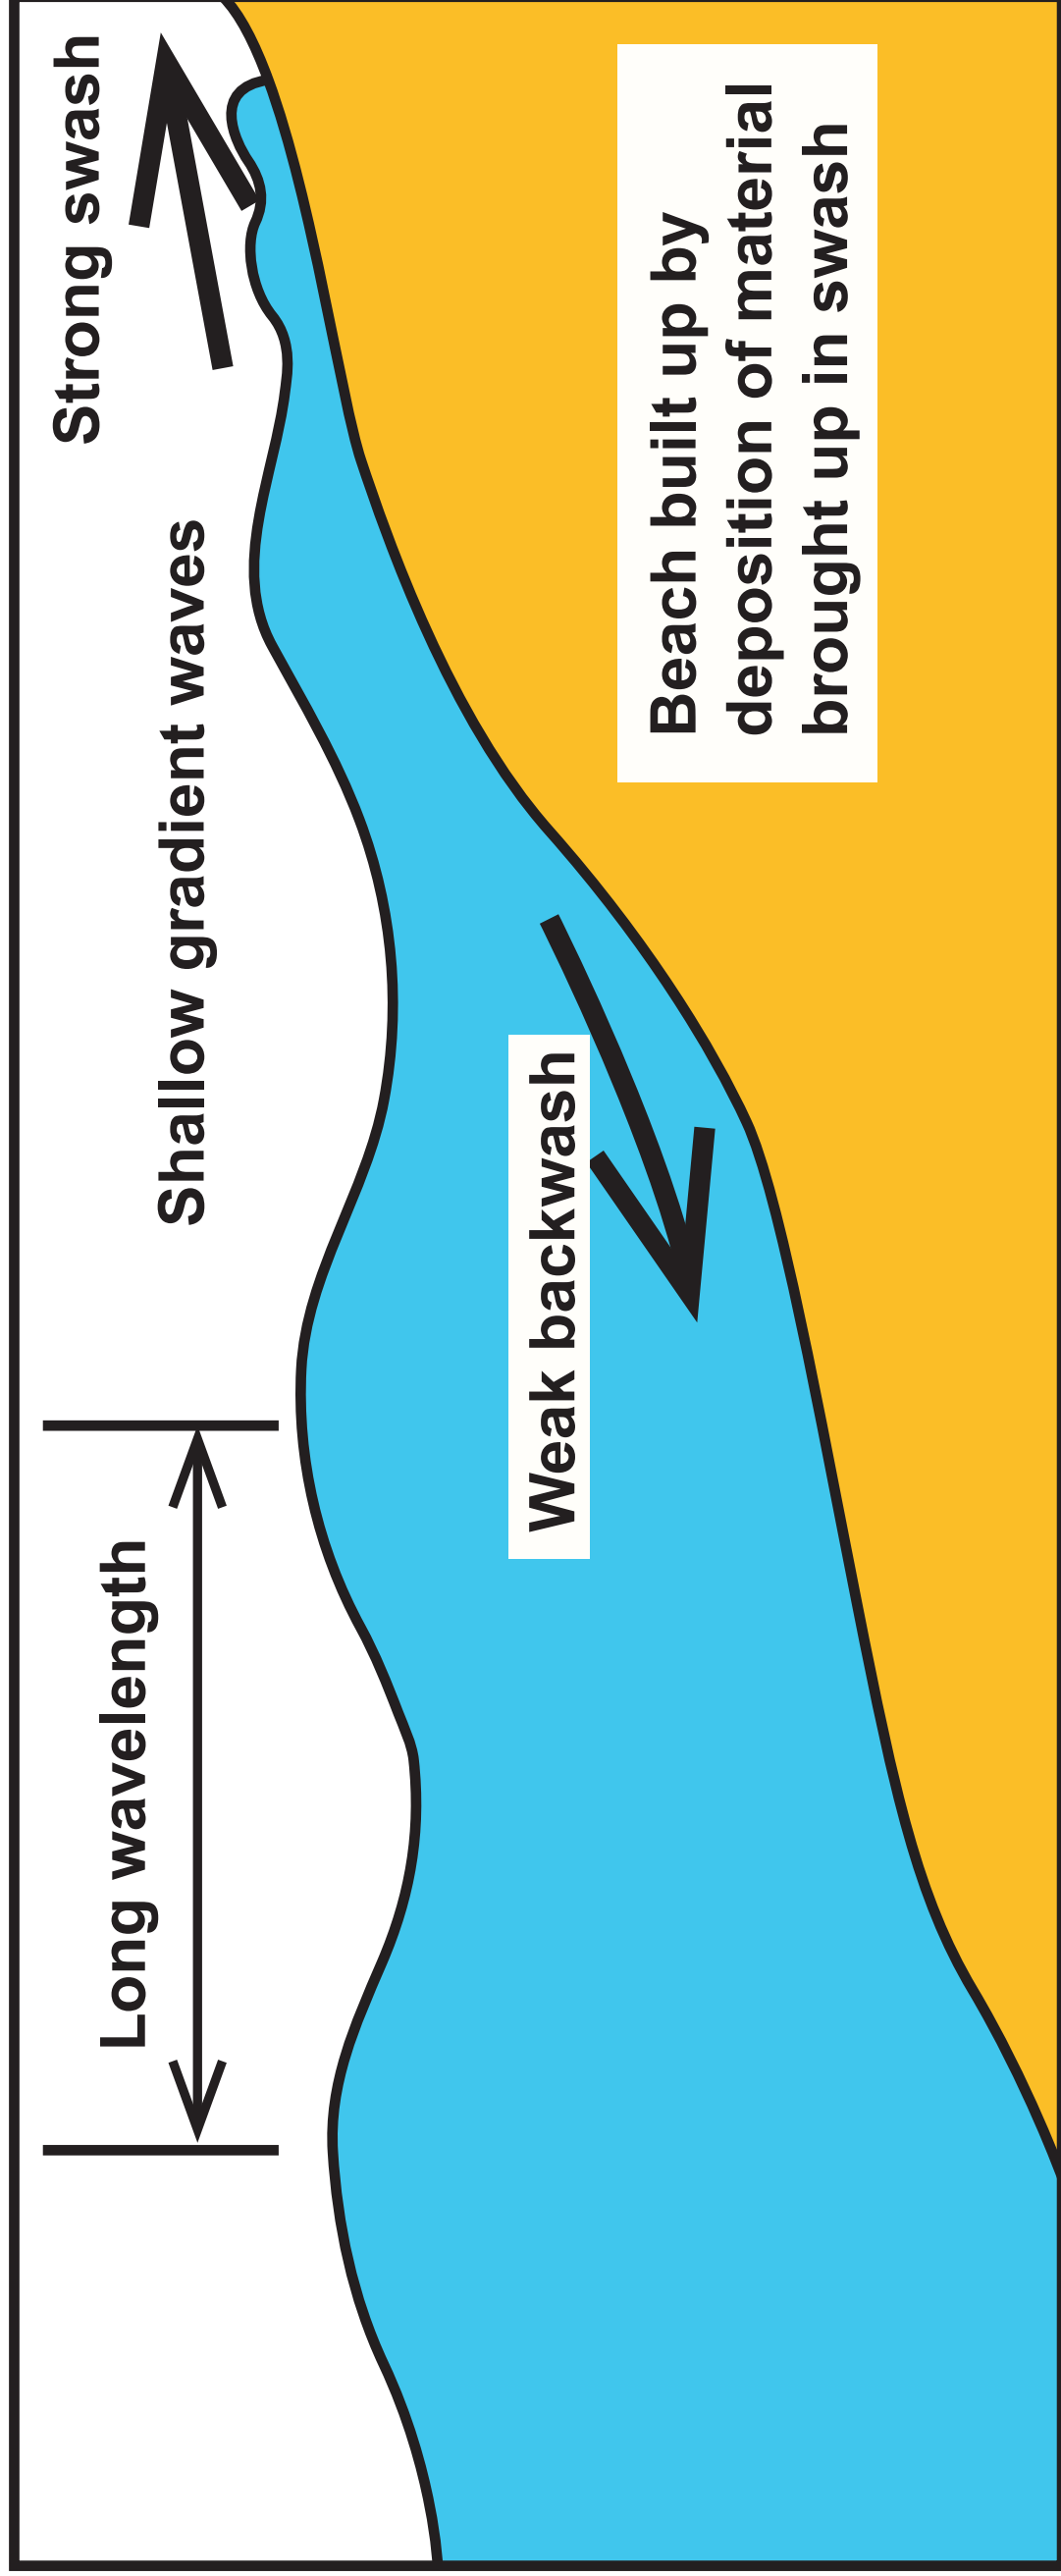 Long wavelength
Shallow gradient waves
Strong swash
Weak backwash
Beach built up by
deposition of material
brought up in swash